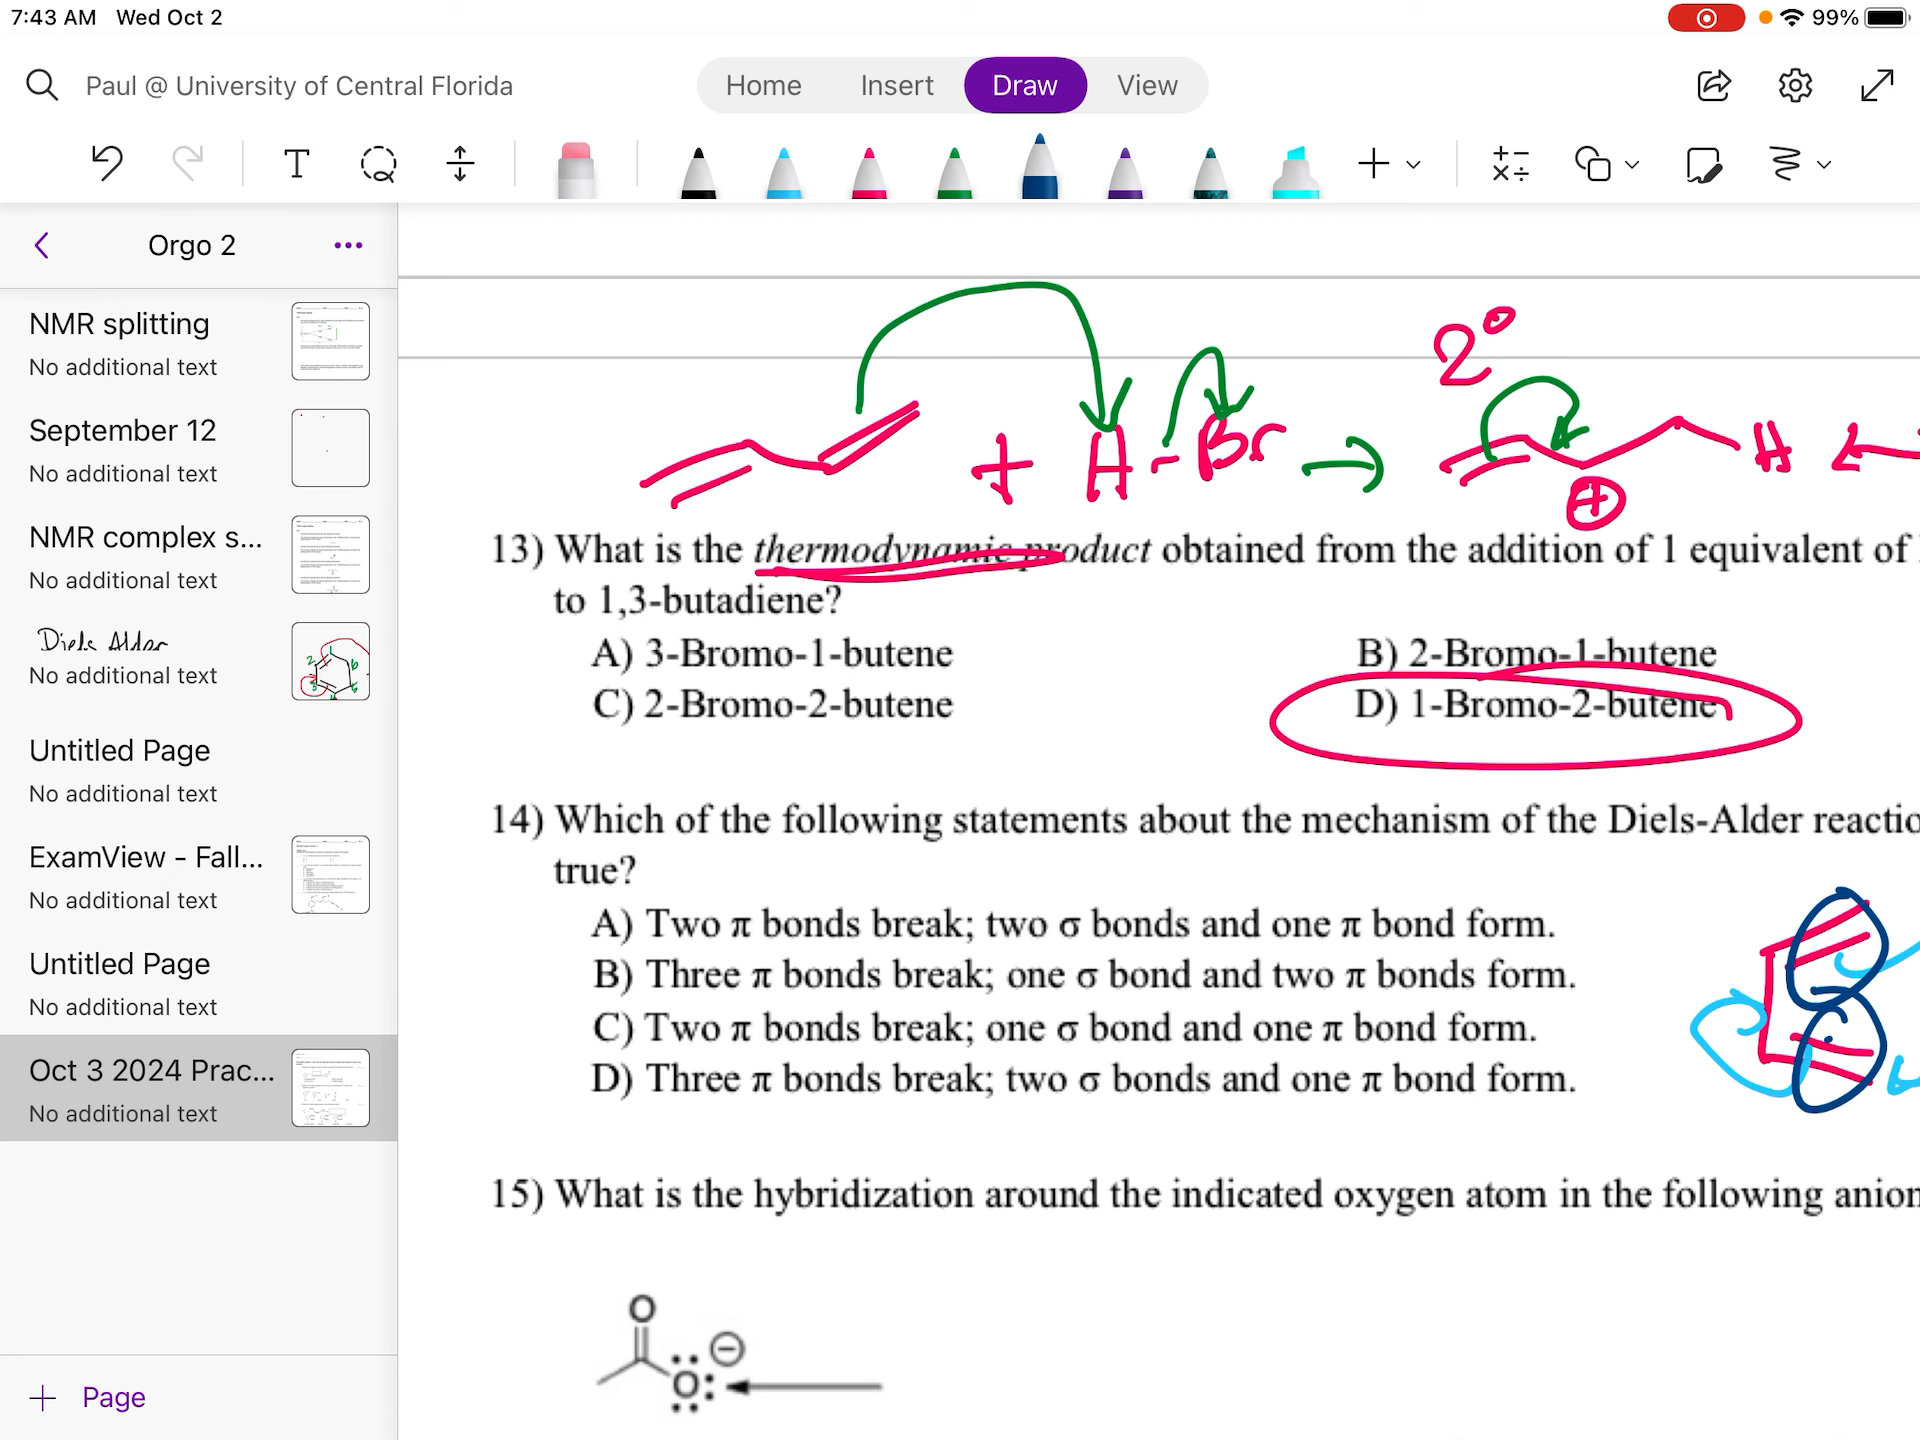 7:43 AM Wed Oct 2
99%
Paul @ University of Central Florida
Home Insert Draw View
T
Orgo 2
NMR splitting
No additional text
September 12
No additional text
NMR complex s...
No additional text
Diels Alder
No additional text
Untitled Page
No additional text
ExamView - Fall...
No additional text
Untitled Page
No additional text
Oct 3 2024 Prac...
No additional text
+ Page
2°
+ H-Br → H
+
13) What is the thermodynamic product obtained from the addition of 1 equivalent of
to 1,3-butadiene?
A) 3-Bromo-1-butene B) 2-Bromo-1-butene
C) 2-Bromo-2-butene D) 1-Bromo-2-butene
14) Which of the following statements about the mechanism of the Diels-Alder reactio
true?
A) Two π bonds break; two σ bonds and one π bond form.
B) Three π bonds break; one σ bond and two π bonds form.
C) Two π bonds break; one σ bond and one π bond form.
D) Three π bonds break; two σ bonds and one π bond form.
15) What is the hybridization around the indicated oxygen atom in the following anion
O
:O: −